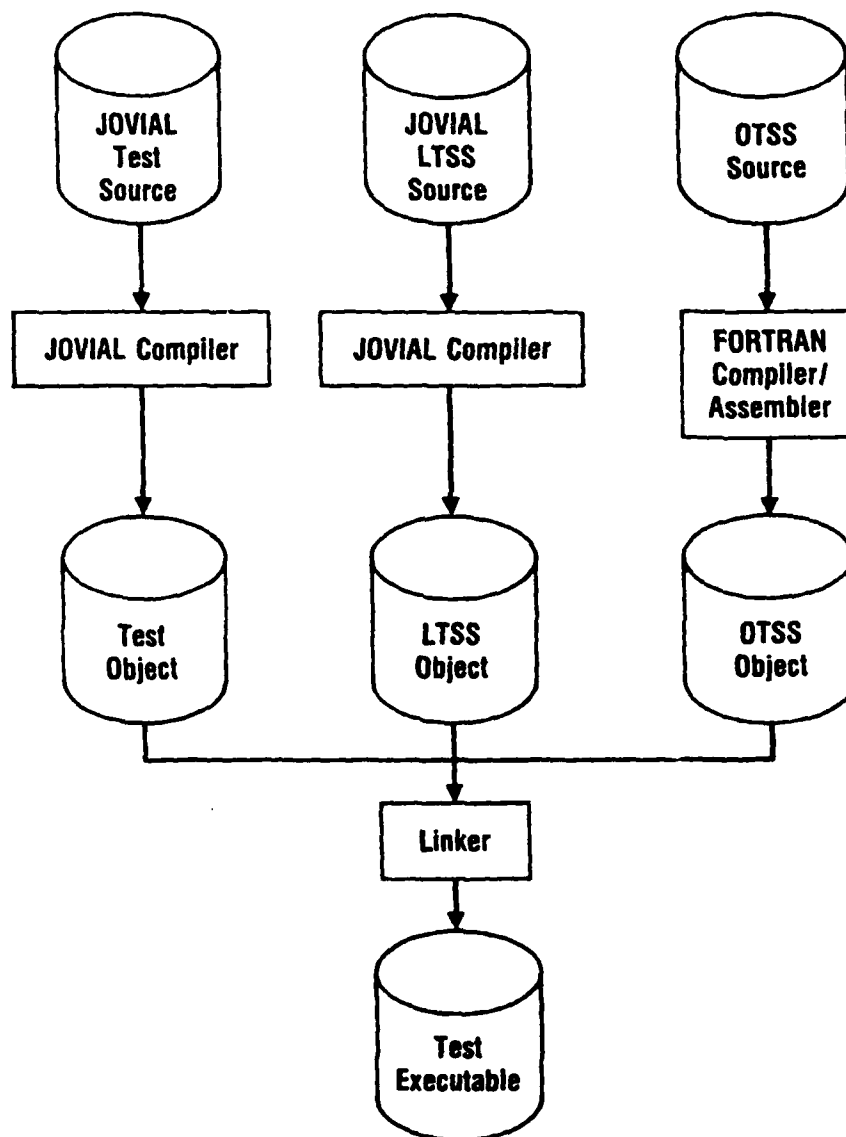 JOVIAL
Test
Source
JOVIAL
LTSS
Source
OTSS
Source
JOVIAL Compiler
JOVIAL Compiler
FORTRAN
Compiler/
Assembler
Test
Object
LTSS
Object
OTSS
Object
Linker
Test
Executable